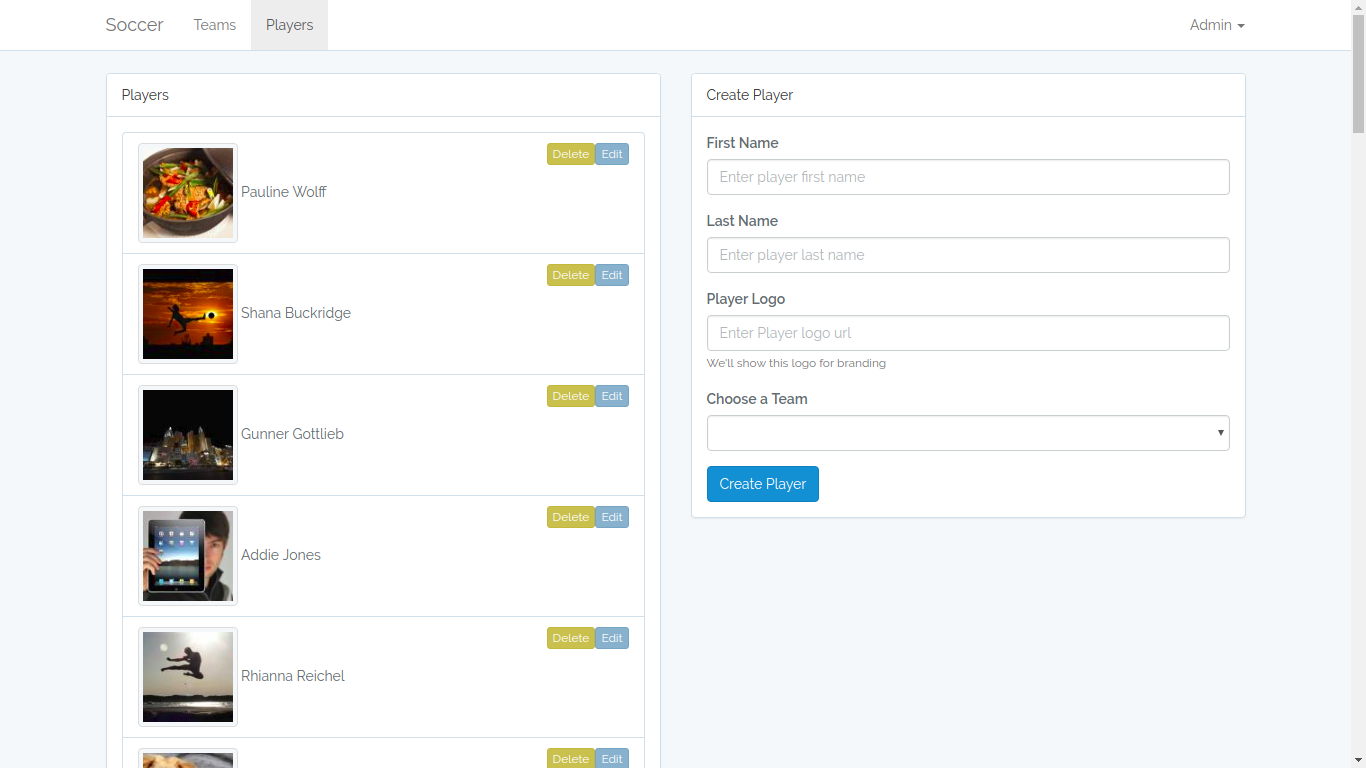 Soccer Teams Players Admin
Players
Delete Edit
Pauline Wolff
Delete Edit
Shana Buckridge
Delete Edit
Gunner Gottlieb
Delete Edit
Addie Jones
Delete Edit
Rhianna Reichel
Delete Edit
Create Player
First Name
Enter player first name
Last Name
Enter player last name
Player Logo
Enter Player logo url
We'll show this logo for branding
Choose a Team
Create Player